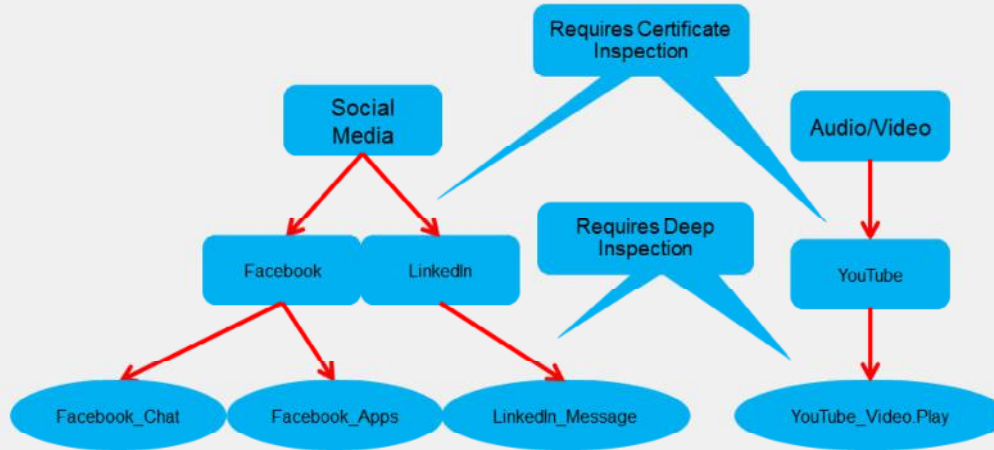 Requires Certificate
Inspection
Social
Media
Audio/Video
Requires Deep
Inspection
Facebook
LinkedIn
YouTube
Facebook_Chat
Facebook_Apps
LinkedIn_Message
YouTube_Video.Play